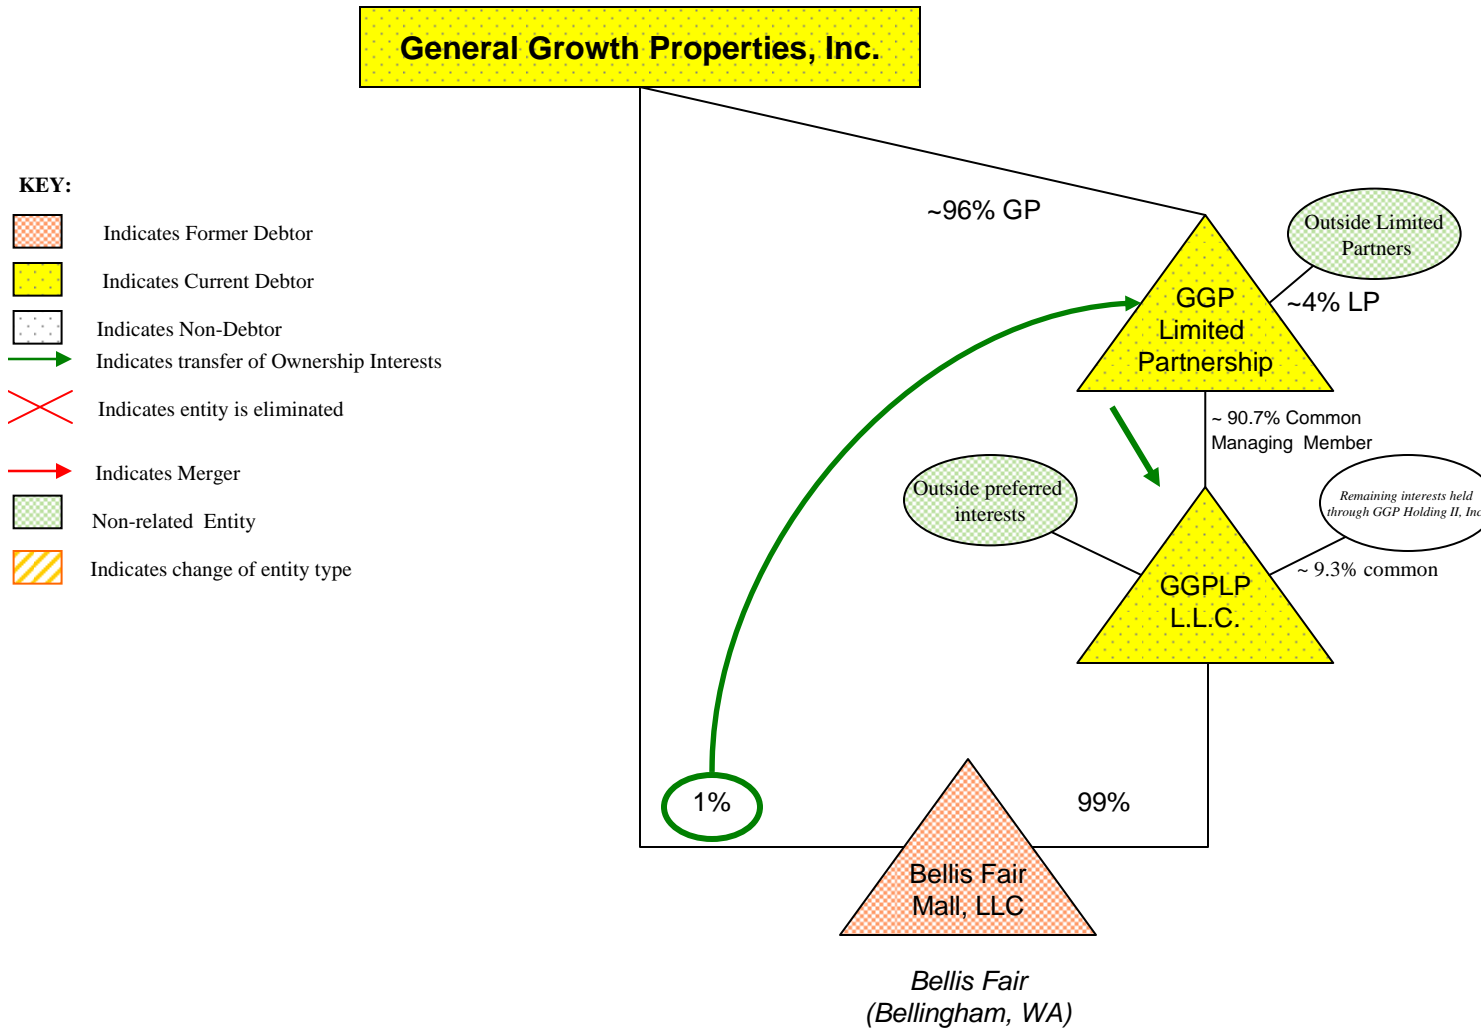 General Growth Properties, Inc.
KEY:
Indicates Former Debtor
Indicates Current Debtor
Indicates Non-Debtor
Indicates transfer of Ownership Interests
Indicates entity is eliminated
Indicates Merger
Non-related Entity
Indicates change of entity type
~96% GP
Outside Limited
Partners
~4% LP
GGP
Limited
Partnership
~ 90.7% Common
Managing Member
Outside preferred
interests
Remaining interests held
through GGP Holding II, Inc
~ 9.3% common
GGPLP
L.L.C.
1%
99%
Bellis Fair
Mall, LLC
Bellis Fair
(Bellingham, WA)